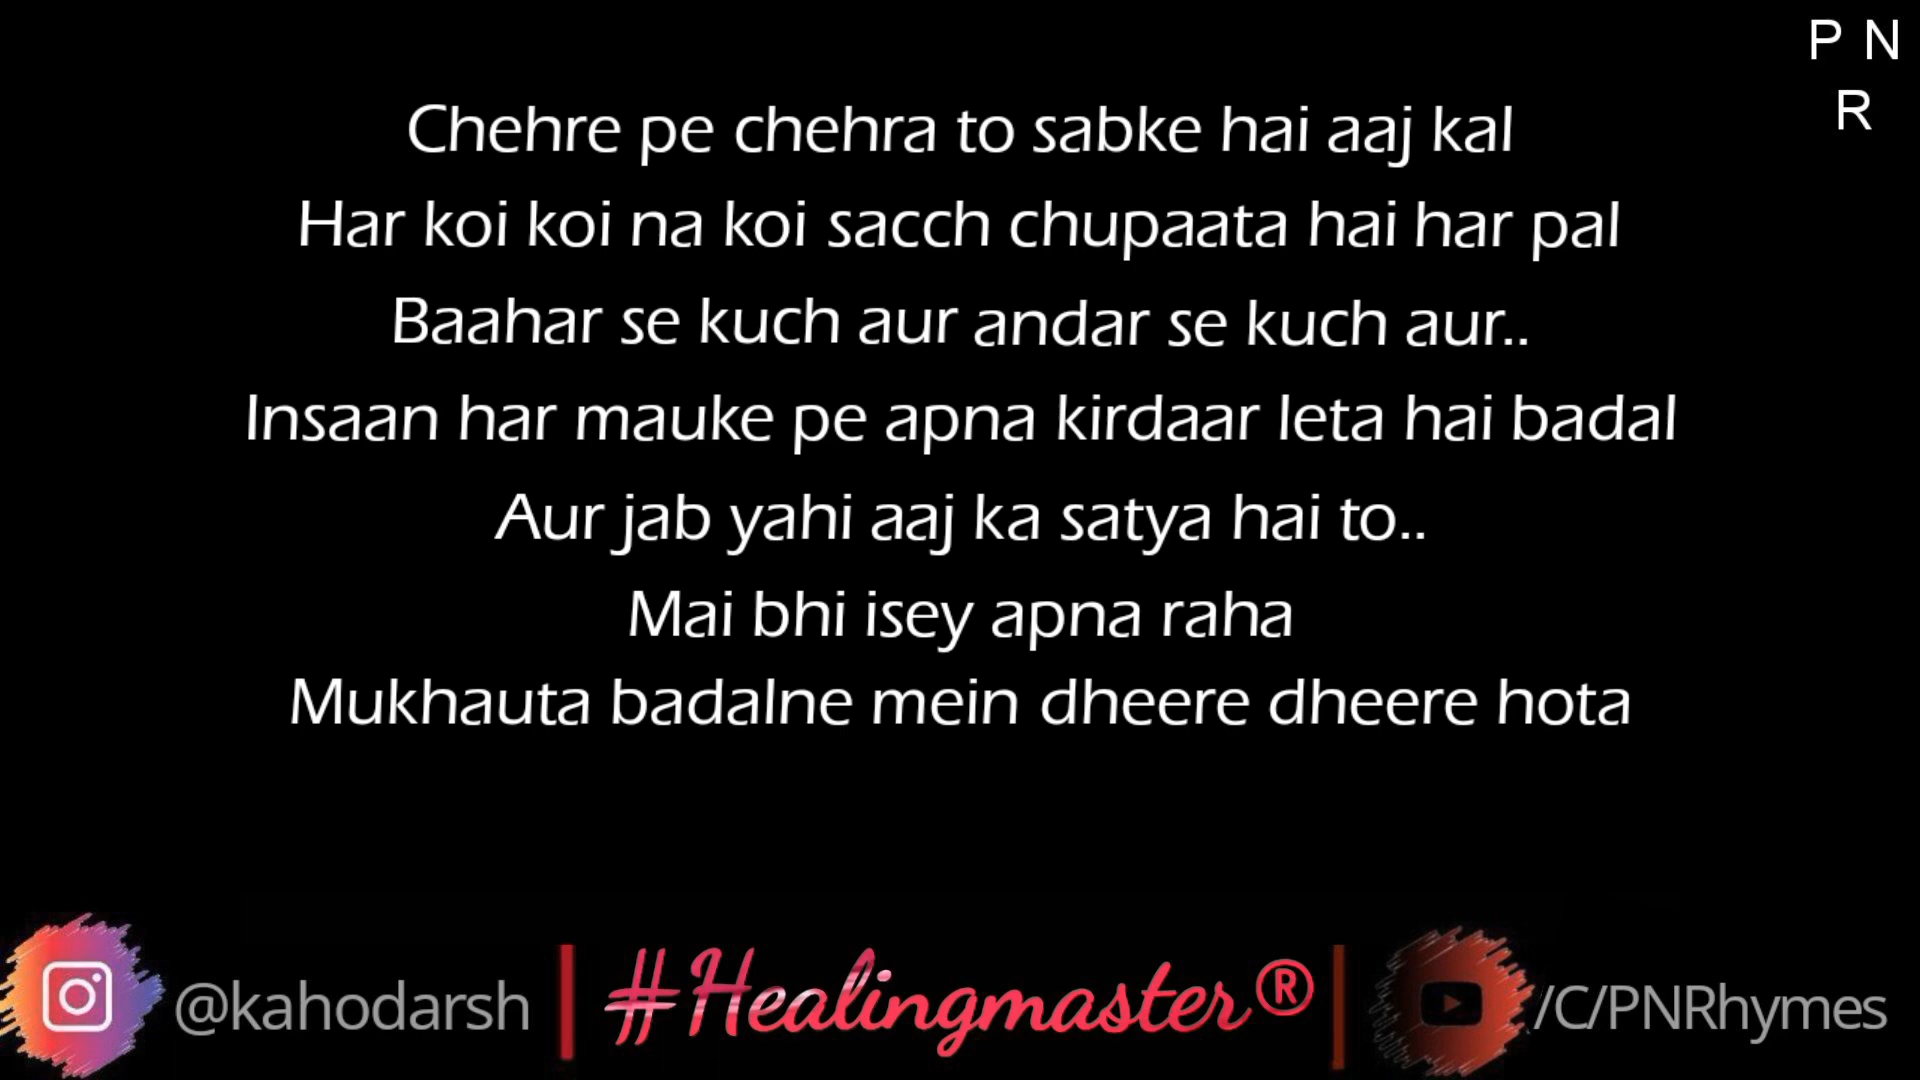 P N
R
Chehre pe chehra to sabke hai aaj kal
Har koi koi na koi sacch chupaata hai har pal
Baahar se kuch aur andar se kuch aur..
Insaan har mauke pe apna kirdaar leta hai badal
Aur jab yahi aaj ka satya hai to..
Mai bhi isey apna raha
Mukhauta badalne mein dheere dheere hota
@kahodarsh | #Healingmaster® | /C/PNRhymes